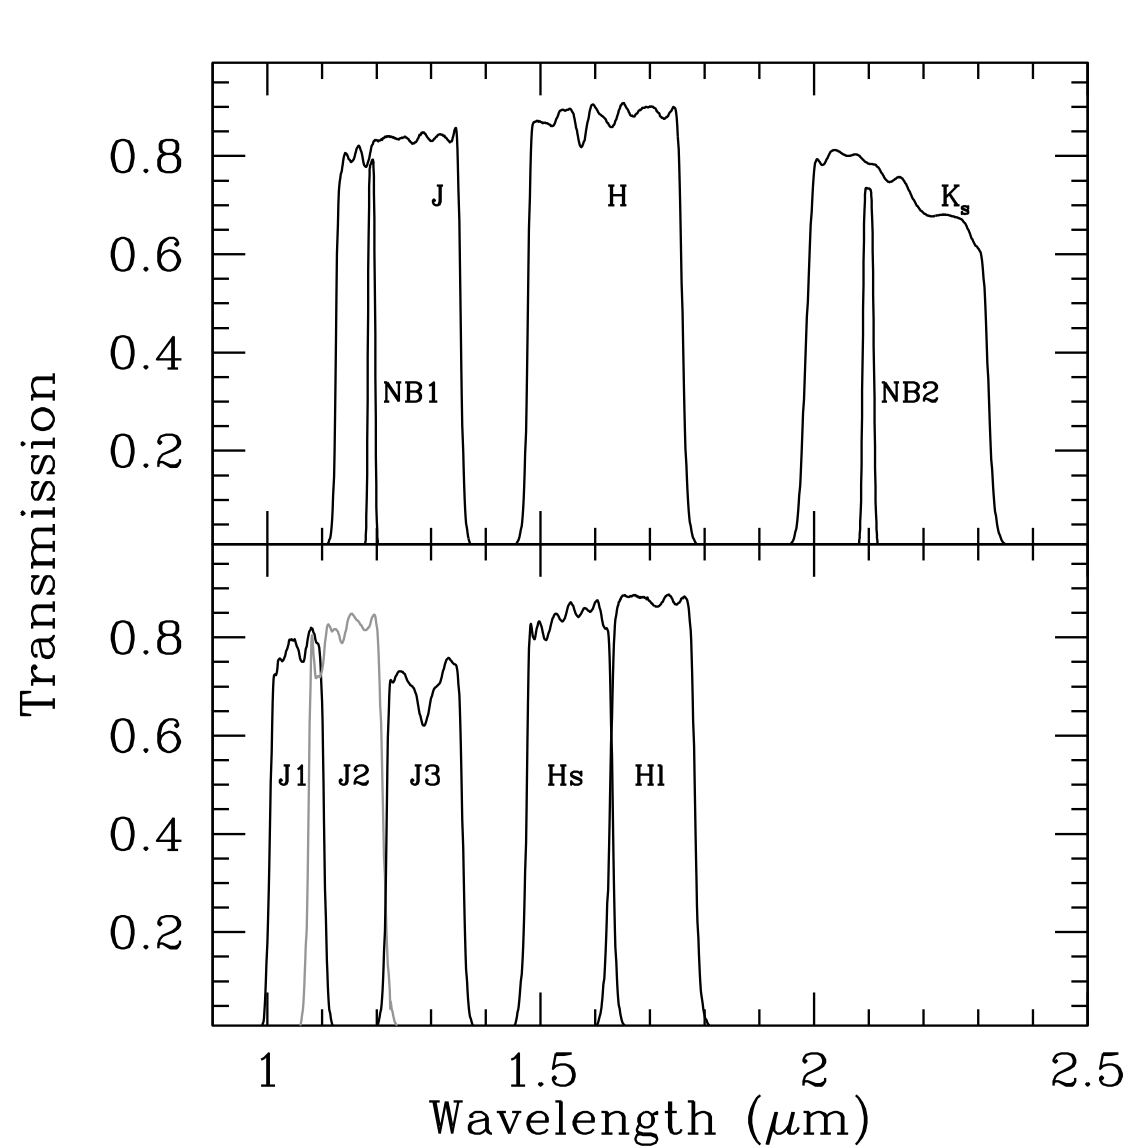 0.8
0.6
0.4
0.2
J
H
Ks
NB1
NB2
0.8
0.6
0.4
0.2
J1
J2
J3
Hs
Hl
1
1.5
2
2.5
Wavelength (μm)
Transmission